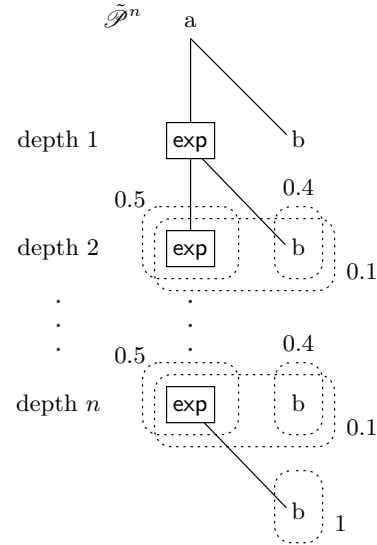 𝒫̃ⁿ a
depth 1 exp b
0.5 0.4
depth 2 exp b
0.1
. .
. .
. .
0.5 0.4
depth n exp b
0.1
b
1